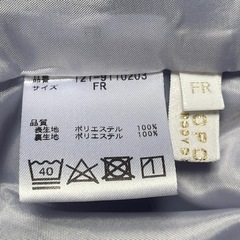 品番 121-9110203
サイズ FR
品質
表生地 ポリエステル 100%
裏生地 ポリエステル 100%
40
FR